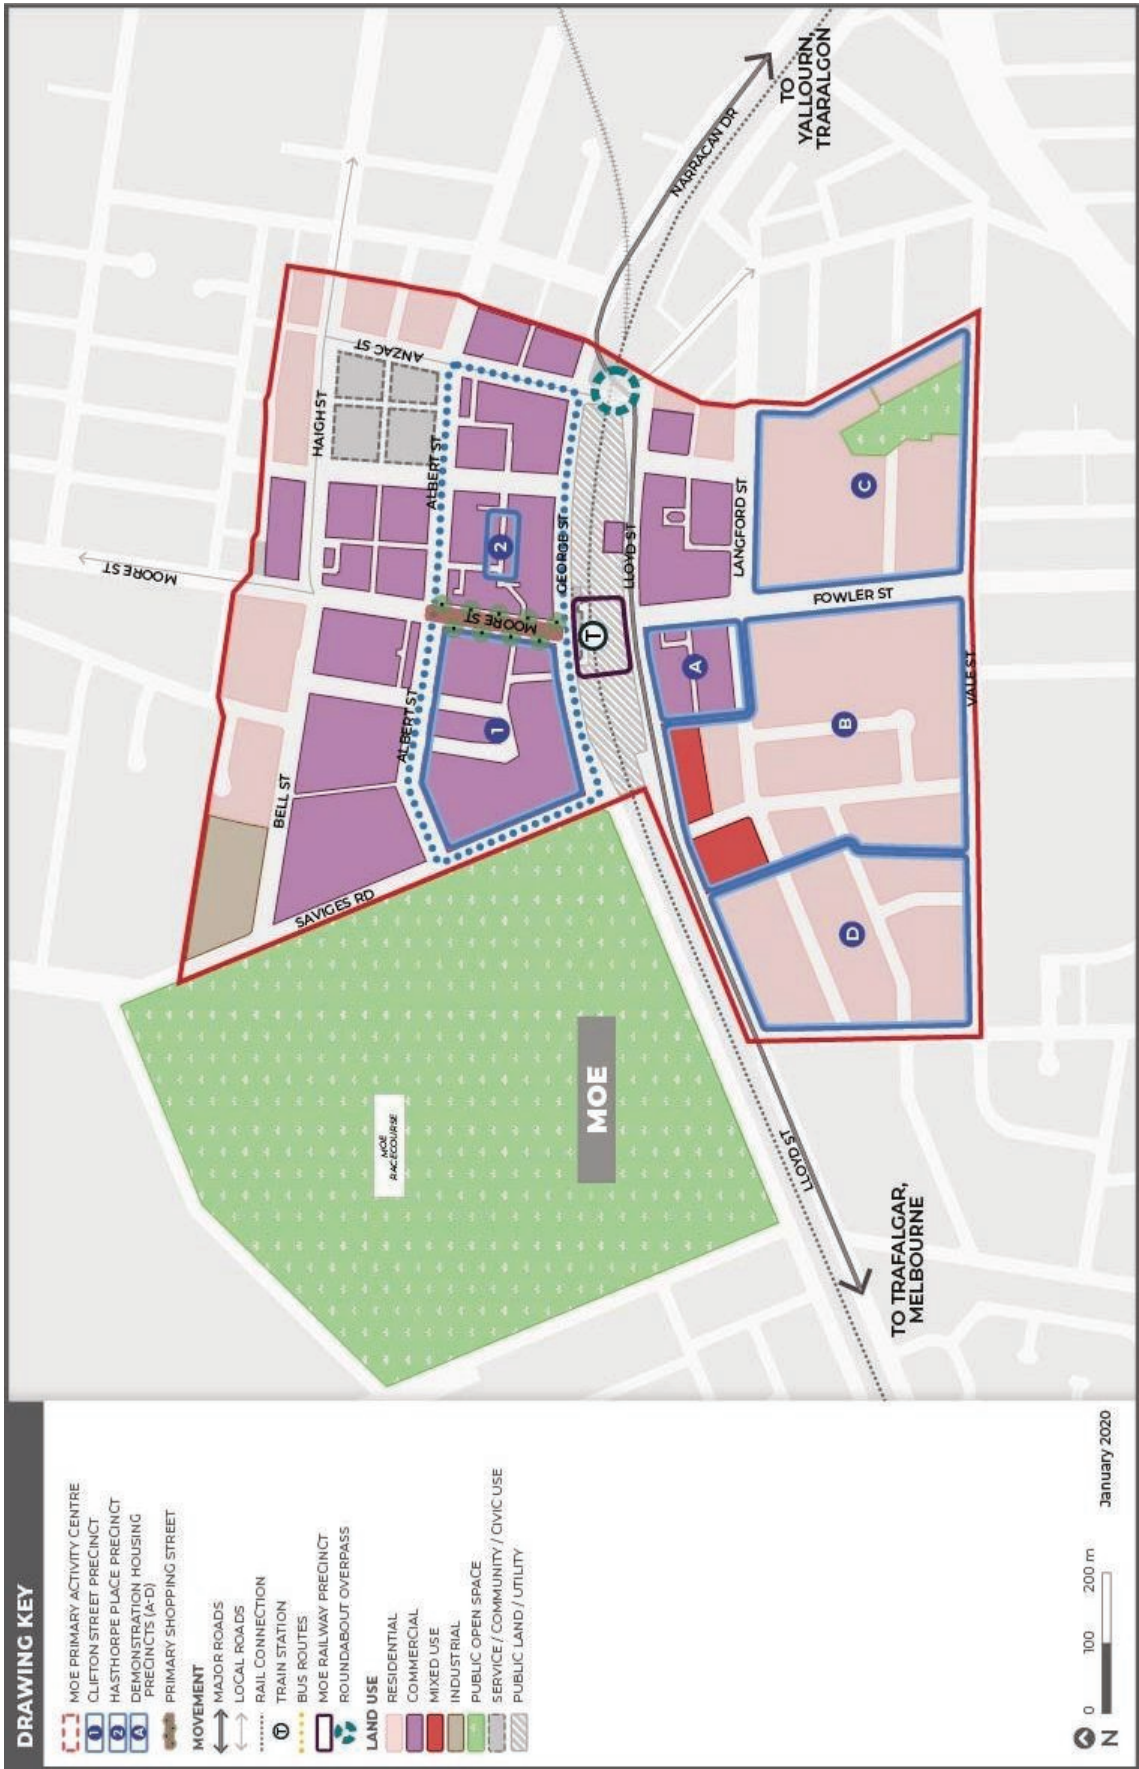 DRAWING KEY
MOE PRIMARY ACTIVITY CENTRE
1
CLIFTON STREET PRECINCT
2
HASTHORPE PLACE PRECINCT
A
DEMONSTRATION HOUSING
PRECINCTS (A-D)
PRIMARY SHOPPING STREET
MOVEMENT
MAJOR ROADS
LOCAL ROADS
RAIL CONNECTION
T
TRAIN STATION
BUS ROUTES
MOE RAILWAY PRECINCT
ROUNDABOUT OVERPASS
LAND USE
RESIDENTIAL
COMMERCIAL
MIXED USE
INDUSTRIAL
PUBLIC OPEN SPACE
SERVICE / COMMUNITY / CIVIC USE
PUBLIC LAND / UTILITY
N
0 100 200 m
January 2020
MOE
RACECOURSE
MOE
SAVIGES RD
BELL ST
MOORE ST
HAIGH ST
ANZAC ST
ALBERT ST
ALBERT ST
1
MOORE ST
2
GEORGE ST
T
LLOYD ST
NARRACAN DR
TO
YALLOURN,
TRARALGON
A
LANGFORD ST
FOWLER ST
C
B
D
VALE ST
LLOYD ST
TO TRAFALGAR,
MELBOURNE